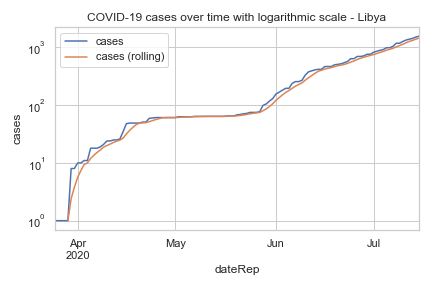 COVID-19 cases over time with logarithmic scale - Libya
cases
cases (rolling)
10³
10²
10¹
10⁰
cases
Apr
2020
May
Jun
Jul
dateRep